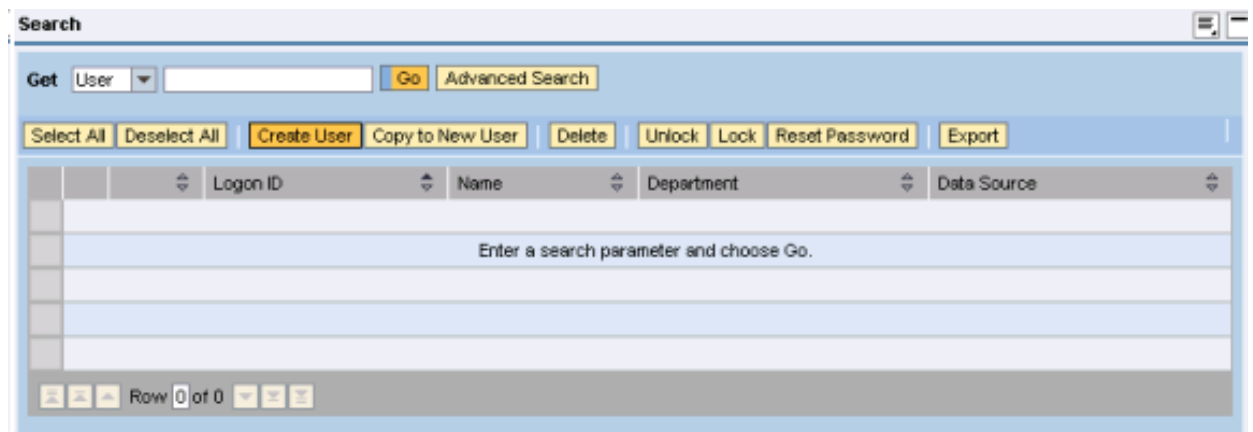 Search
Get User Go Advanced Search
Select All Deselect All Create User Copy to New User Delete Unlock Lock Reset Password Export
Logon ID Name Department Data Source
Enter a search parameter and choose Go.
Row 0 of 0